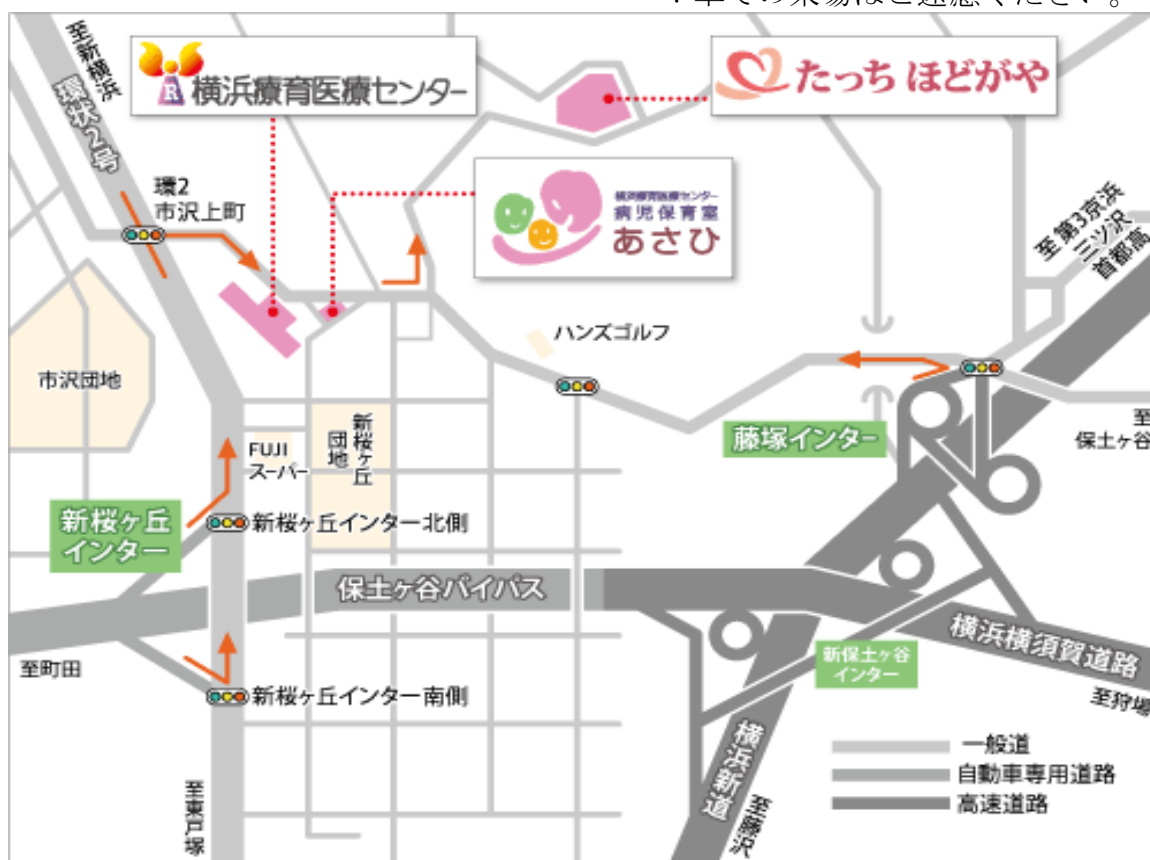 至新横浜
環状2号
R
横浜療育医療センター
たっち ほどがや
環2
市沢上町
横浜療育医療センター
病児保育室
あさひ
至 第3京浜
三ツ沢
首都高
ハンズゴルフ
市沢団地
FUJI
スーパー
新桜ヶ丘
団地
藤塚インター
至
保土ヶ谷
新桜ヶ丘
インター
新桜ヶ丘インター北側
保土ヶ谷バイパス
至町田
新桜ヶ丘インター南側
新保土ヶ谷
インター
横浜横須賀道路
至狩場
横浜新道
至藤沢
至東戸塚
一般道
自動車専用道路
高速道路